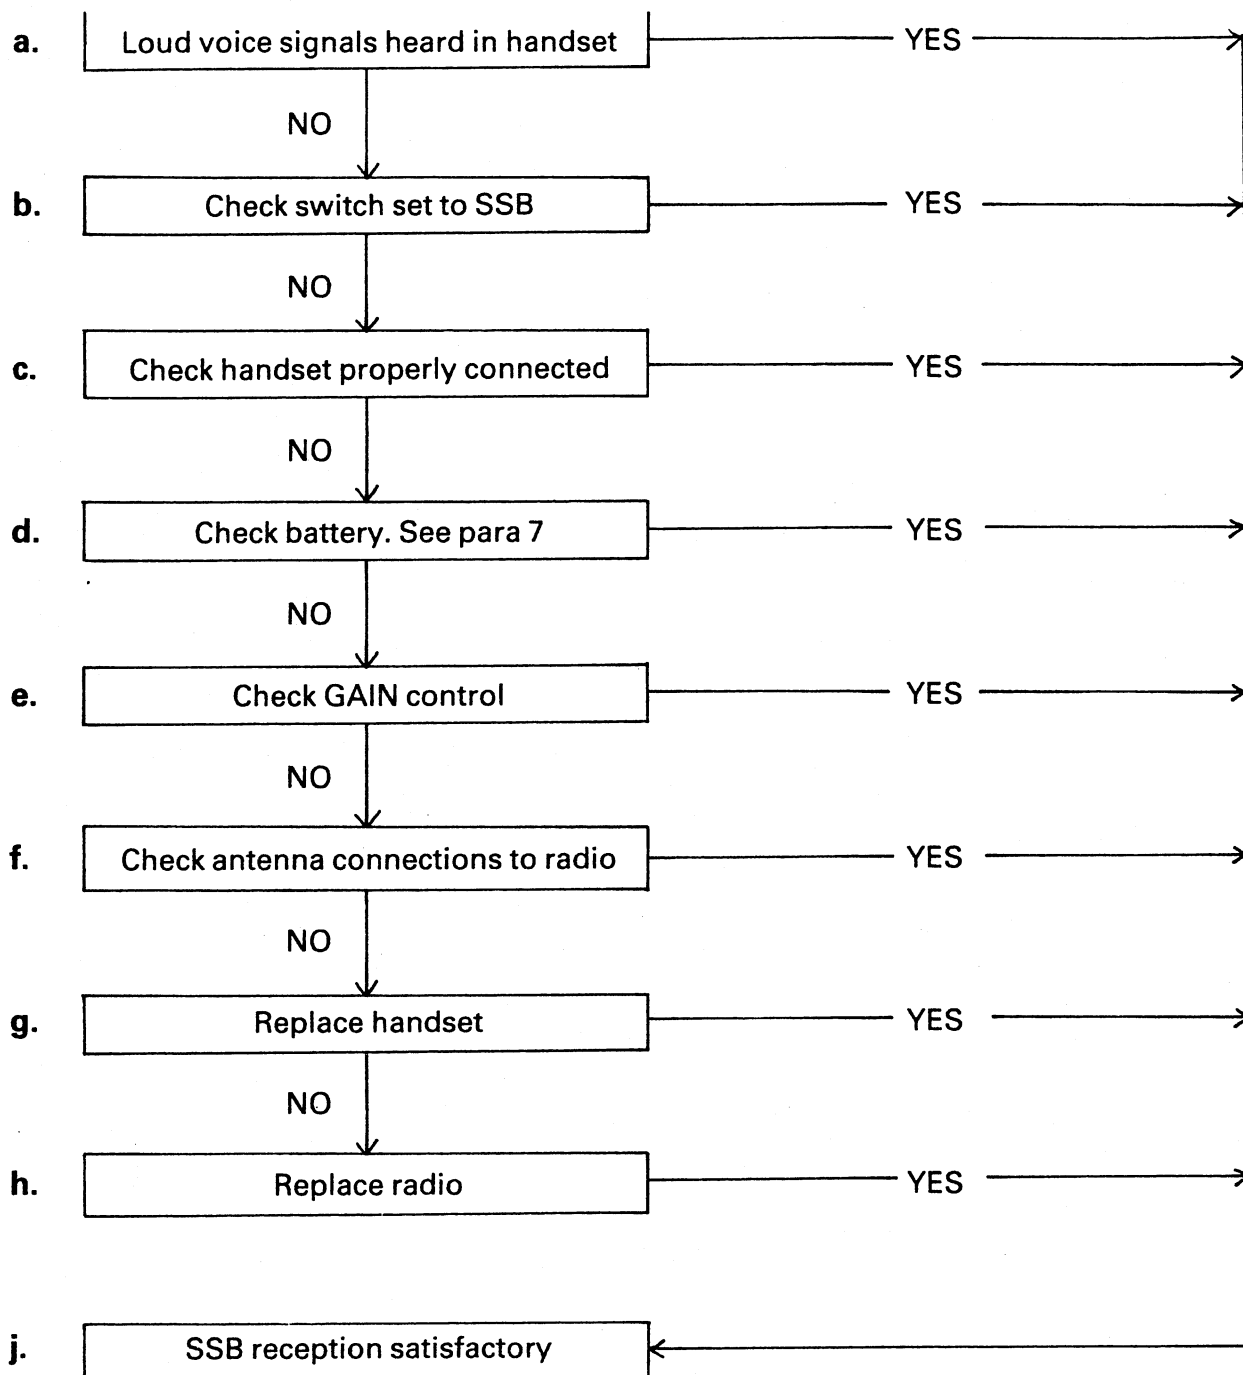 a. Loud voice signals heard in handset YES
NO
b. Check switch set to SSB YES
NO
c. Check handset properly connected YES
NO
d. Check battery. See para 7 YES
NO
e. Check GAIN control YES
NO
f. Check antenna connections to radio YES
NO
g. Replace handset YES
NO
h. Replace radio YES
j. SSB reception satisfactory